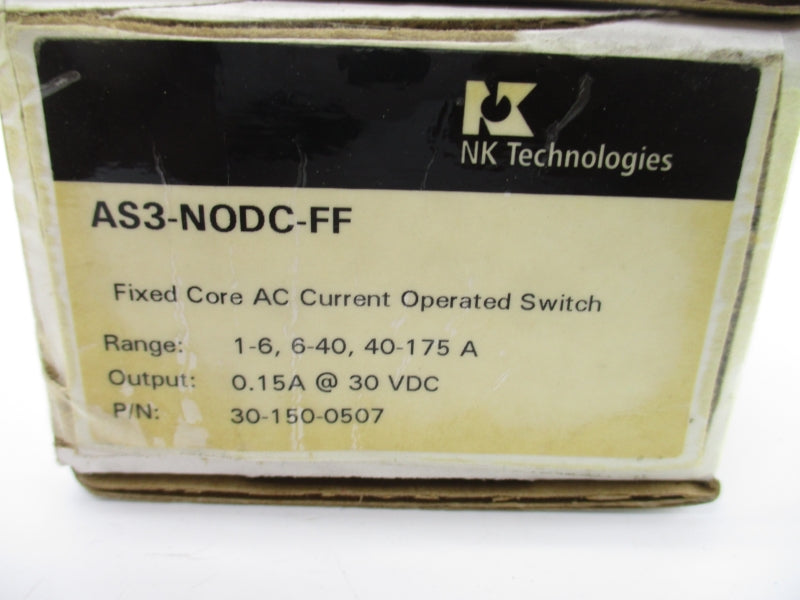 NK
NK Technologies
AS3-NODC-FF
Fixed Core AC Current Operated Switch
Range: 1-6, 6-40, 40-175 A
Output: 0.15A @ 30 VDC
P/N: 30-150-0507